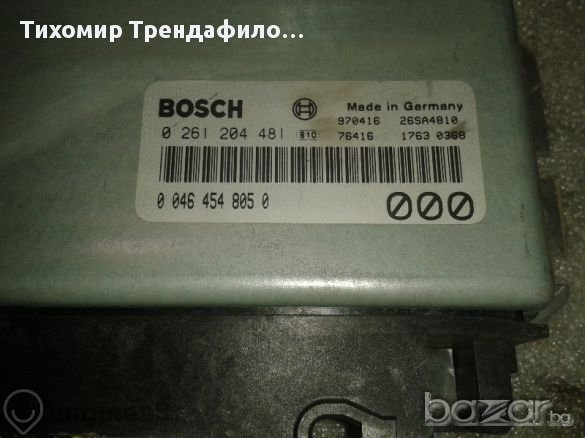 Тихомир Трендафило...
BOSCH
Made in Germany
970416 26SA4810
0 261 204 481 B10 76416 1763 0368
0 046 454 805 0
000
bazar.bg